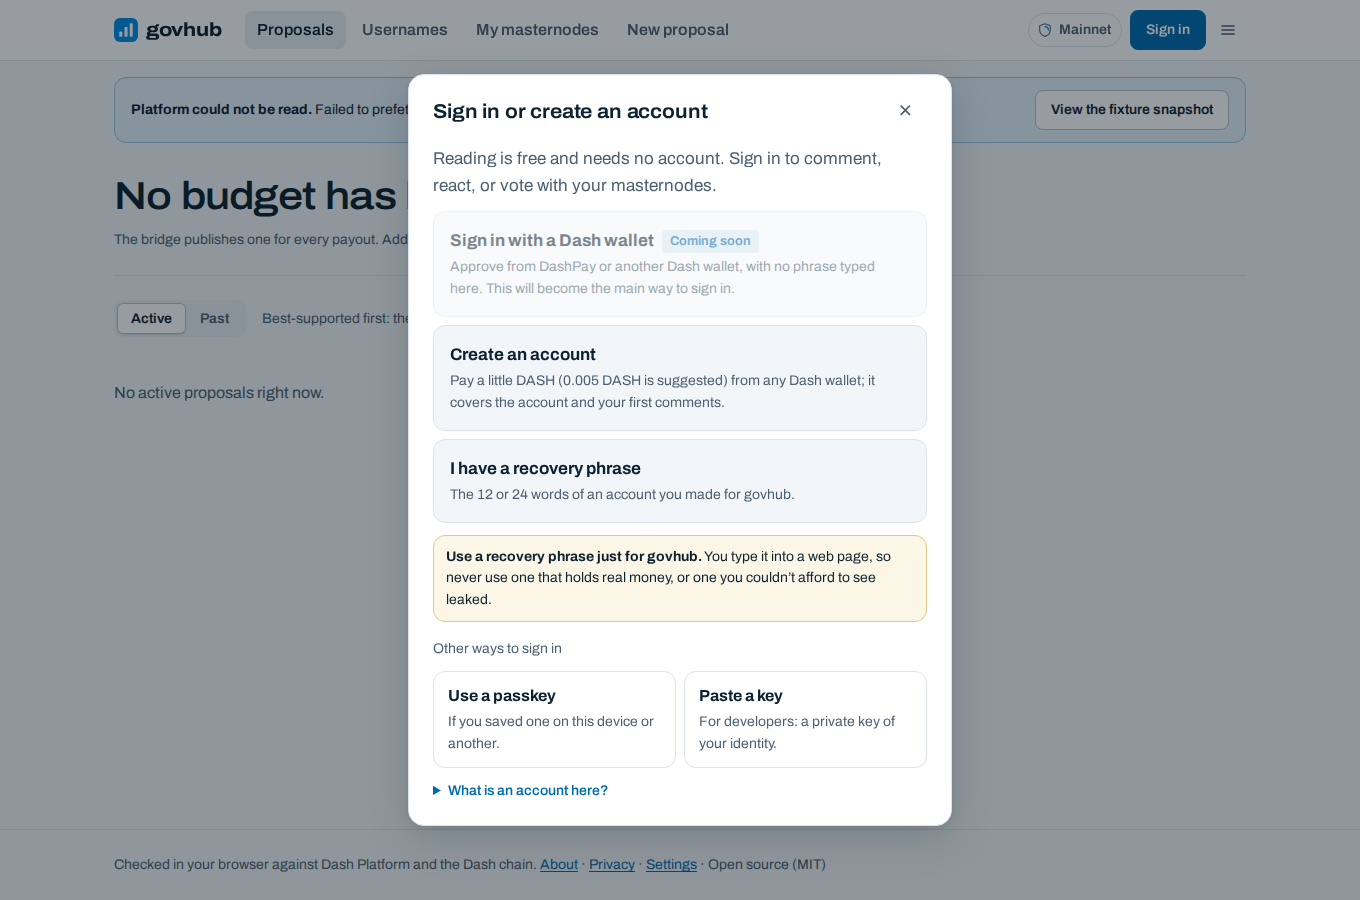 govhub
Proposals
Usernames
My masternodes
New proposal
Mainnet
Sign in
Platform could not be read. Failed to
View the fixture snapshot
No budget has
The bridge publishes one for every payout. Add
Active
Past
Best-supported first:
No active proposals right now.
Sign in or create an account
Reading is free and needs no account. Sign in to comment,
react, or vote with your masternodes.
Sign in with a Dash wallet
Coming soon
Approve from DashPay or another Dash wallet, with no phrase typed
here. This will become the main way to sign in.
Create an account
Pay a little DASH (0.005 DASH is suggested) from any Dash wallet; it
covers the account and your first comments.
I have a recovery phrase
The 12 or 24 words of an account you made for govhub.
Use a recovery phrase just for govhub. You type it into a web page, so
never use one that holds real money, or one you couldn’t afford to see
leaked.
Other ways to sign in
Use a passkey
If you saved one on this device or
another.
Paste a key
For developers: a private key of
your identity.
What is an account here?
Checked in your browser against Dash Platform and the Dash chain. About · Privacy · Settings · Open source (MIT)